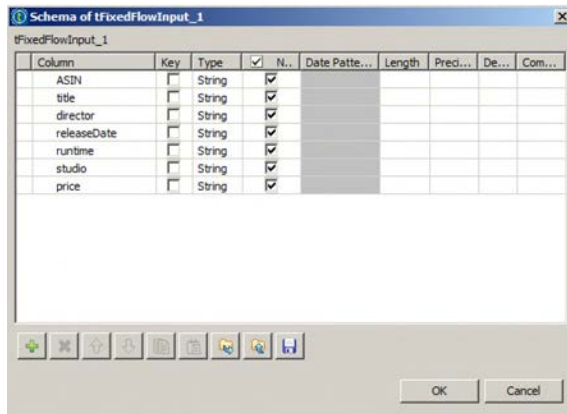 Schema of tFixedFlowInput_1
tFixedFlowInput_1
Column Key Type N.. Date Patte... Length Preci... De... Com...
ASIN String
title String
director String
releaseDate String
runtime String
studio String
price String
OK Cancel